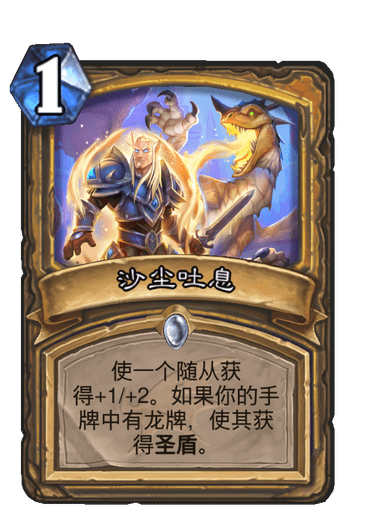 1
沙尘吐息
使一个随从获
得+1/+2。如果你的手
牌中有龙牌，使其获
得圣盾。